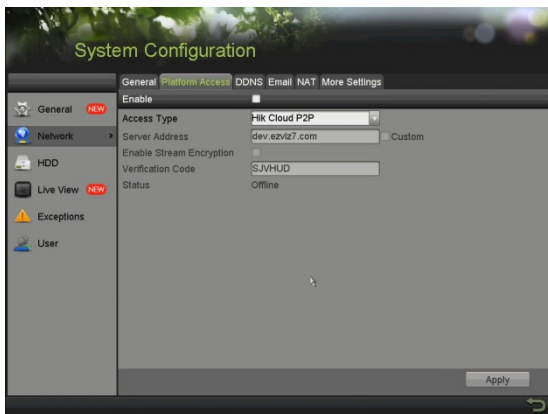 System Configuration
General Platform Access DDNS Email NAT More Settings
Enable
General NEW
Access Type Hik Cloud P2P
Network
Server Address dev.ezviz7.com Custom
Enable Stream Encryption
HDD
Verification Code SJVHUD
Status Offline
Live View NEW
Exceptions
User
Apply